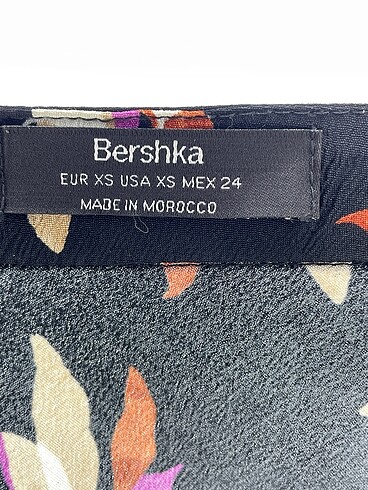 Bershka
EUR XS USA XS MEX 24
MADE IN MOROCCO